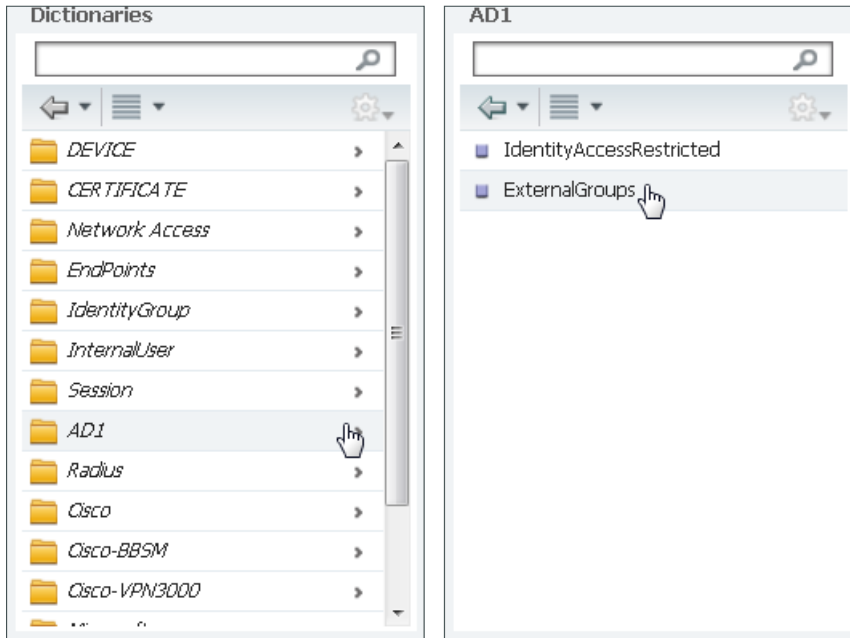 Dictionaries
DEVICE
CERTIFICATE
Network Access
EndPoints
IdentityGroup
InternalUser
Session
AD1
Radius
Cisco
Cisco-BBSM
Cisco-VPN3000
AD1
IdentityAccessRestricted
ExternalGroups